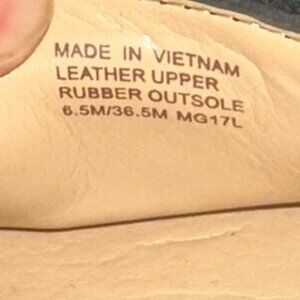 MADE IN VIETNAM
LEATHER UPPER
RUBBER OUTSOLE
6.5M/36.5M MG17L